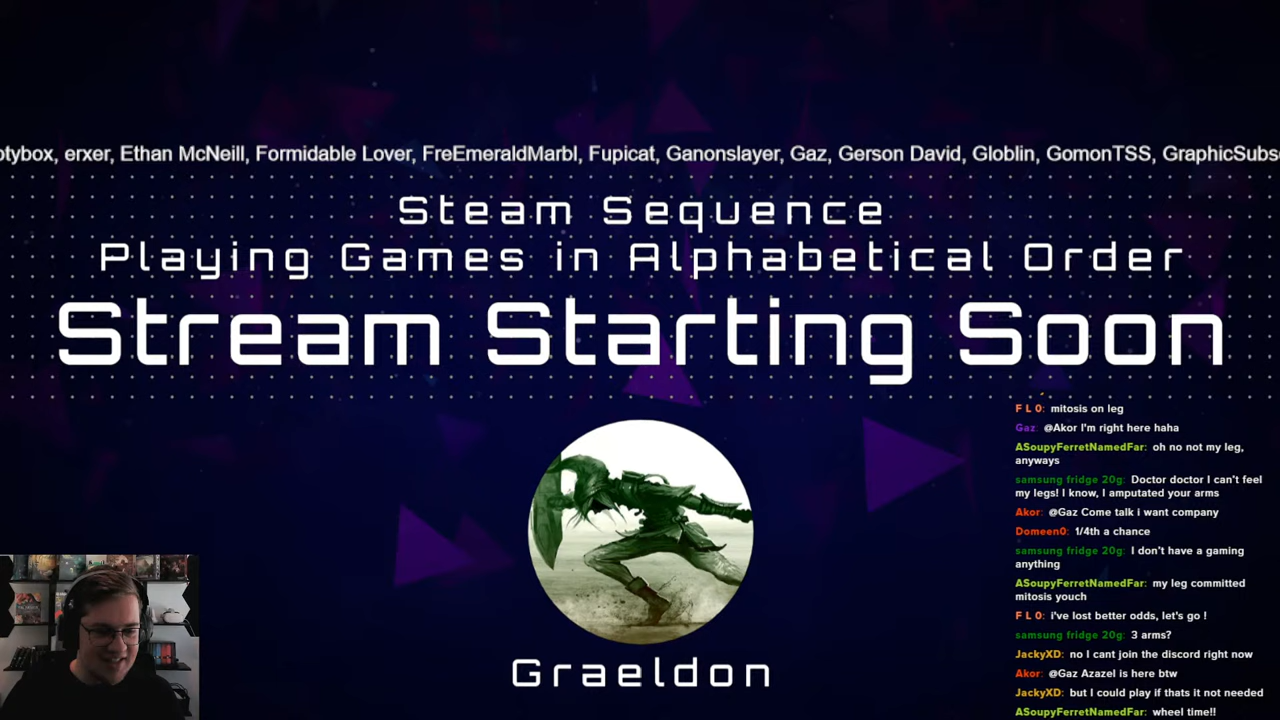 otybox, erxer, Ethan McNeill, Formidable Lover, FreEmeraldMarbl, Fupicat, Ganonslayer, Gaz, Gerson David, Globlin, GomonTSS, GraphicSubs
Steam Sequence
Playing Games in Alphabetical Order
Stream Starting Soon
F L 0: mitosis on leg
Gaz: @Akor I'm right here haha
ASoupyFerretNamedFar: oh no not my leg,
anyways
samsung fridge 20g: Doctor doctor I can't feel
my legs! I know, I amputated your arms
Akor: @Gaz Come talk i want company
Domeen0: 1/4th a chance
samsung fridge 20g: I don't have a gaming
anything
ASoupyFerretNamedFar: my leg committed
mitosis youch
F L 0: i've lost better odds, let's go !
samsung fridge 20g: 3 arms?
JackyXD: no I cant join the discord right now
Akor: @Gaz Azazel is here btw
JackyXD: but I could play if thats it not needed
ASoupyFerretNamedFar: wheel time!!
Graeldon